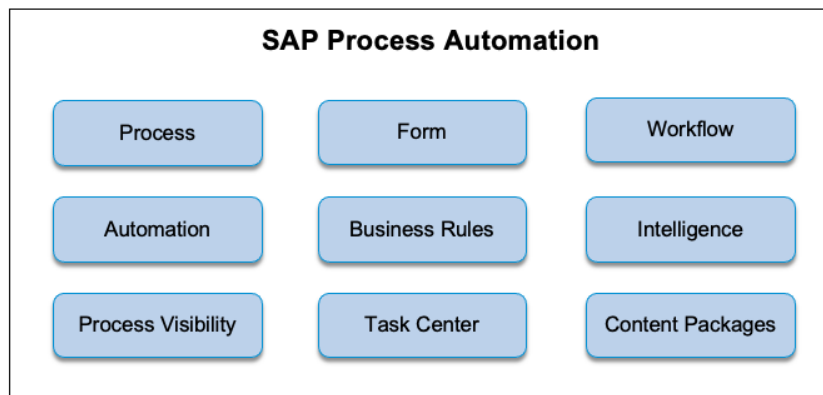 SAP Process Automation
Process
Form
Workflow
Automation
Business Rules
Intelligence
Process Visibility
Task Center
Content Packages